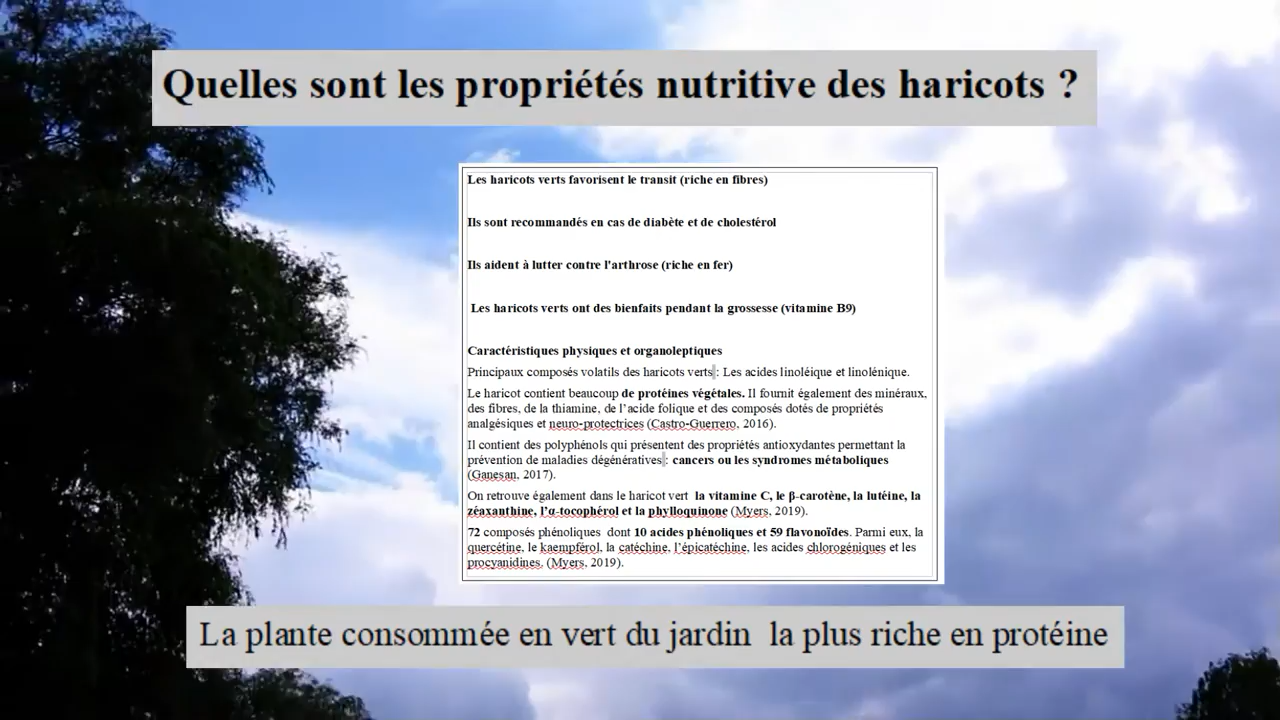 Quelles sont les propriétés nutritive des haricots ?
Les haricots verts favorisent le transit (riche en fibres)
Ils sont recommandés en cas de diabète et de cholestérol
Ils aident à lutter contre l'arthrose (riche en fer)
Les haricots verts ont des bienfaits pendant la grossesse (vitamine B9)
Caractéristiques physiques et organoleptiques
Principaux composés volatils des haricots verts : Les acides linoléique et linolénique.
Le haricot contient beaucoup de protéines végétales. Il fournit également des minéraux,
des fibres, de la thiamine, de l'acide folique et des composés dotés de propriétés
analgésiques et neuro-protectrices (Castro-Guerrero, 2016).
Il contient des polyphénols qui présentent des propriétés antioxydantes permettant la
prévention de maladies dégénératives : cancers ou les syndromes métaboliques
(Ganesan, 2017).
On retrouve également dans le haricot vert la vitamine C, le β-carotène, la lutéine, la
zéaxanthine, l'α-tocophérol et la phylloquinone (Myers, 2019).
72 composés phénoliques dont 10 acides phénoliques et 59 flavonoïdes. Parmi eux, la
quercétine, le kaempférol, la catéchine, l'épicatéchine, les acides chlorogéniques et les
procyanidines. (Myers, 2019).
La plante consommée en vert du jardin la plus riche en protéine